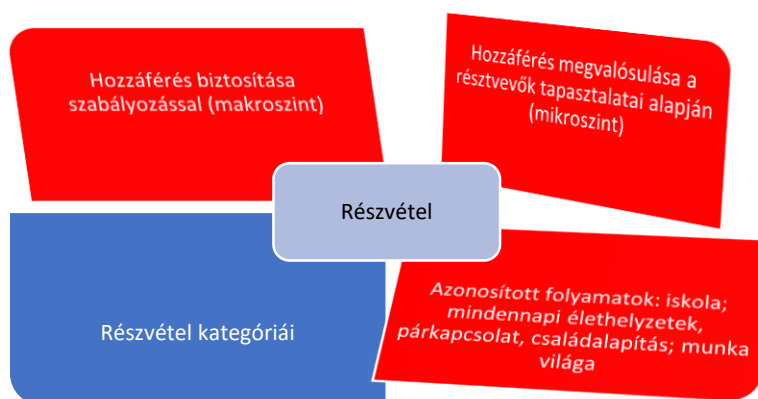 Hozzáférés biztosítása
szabályozással (makroszint)
Hozzáférés megvalósulása a
résztvevők tapasztalatai alapján
(mikroszint)
Részvétel
Részvétel kategóriái
Azonosított folyamatok: iskola;
mindennapi élethelyzetek,
párkapcsolat, családalapítás; munka
világa